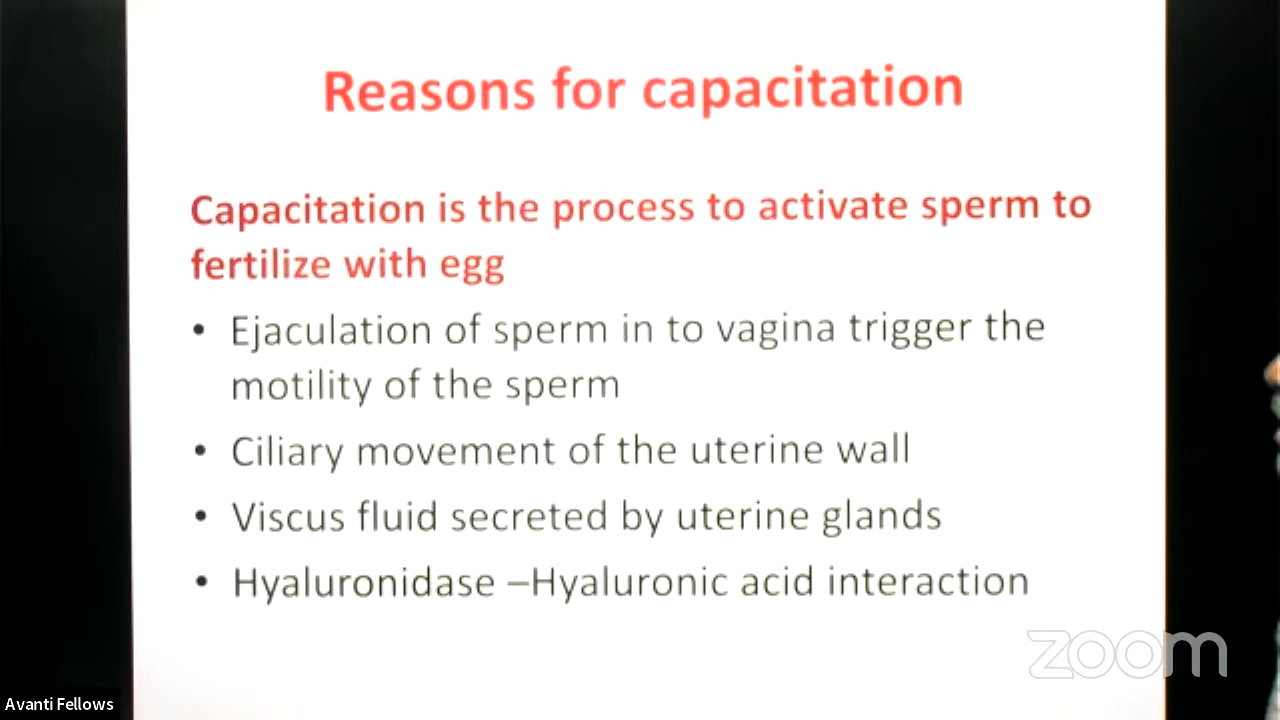 Reasons for capacitation
Capacitation is the process to activate sperm to
fertilize with egg
• Ejaculation of sperm in to vagina trigger the
motility of the sperm
• Ciliary movement of the uterine wall
• Viscus fluid secreted by uterine glands
• Hyaluronidase –Hyaluronic acid interaction
zoom
Avanti Fellows